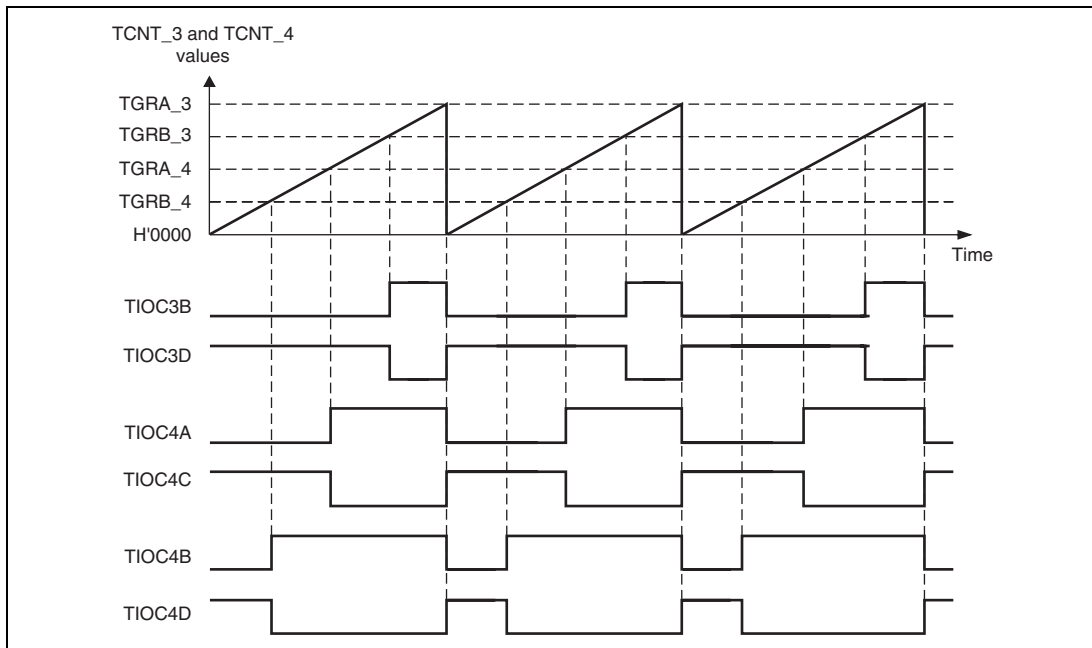 TCNT_3 and TCNT_4
values
TGRA_3
TGRB_3
TGRA_4
TGRB_4
H'0000
Time
TIOC3B
TIOC3D
TIOC4A
TIOC4C
TIOC4B
TIOC4D